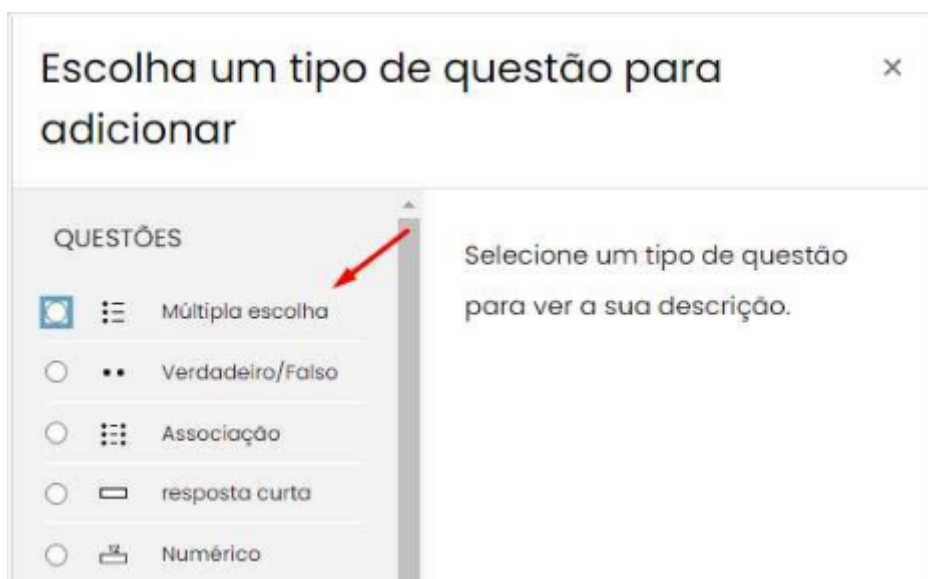 Escolha um tipo de questão para
adicionar
×
QUESTÕES
Múltipla escolha
Verdadeiro/Falso
Associação
resposta curta
12
Numérico
Selecione um tipo de questão
para ver a sua descrição.